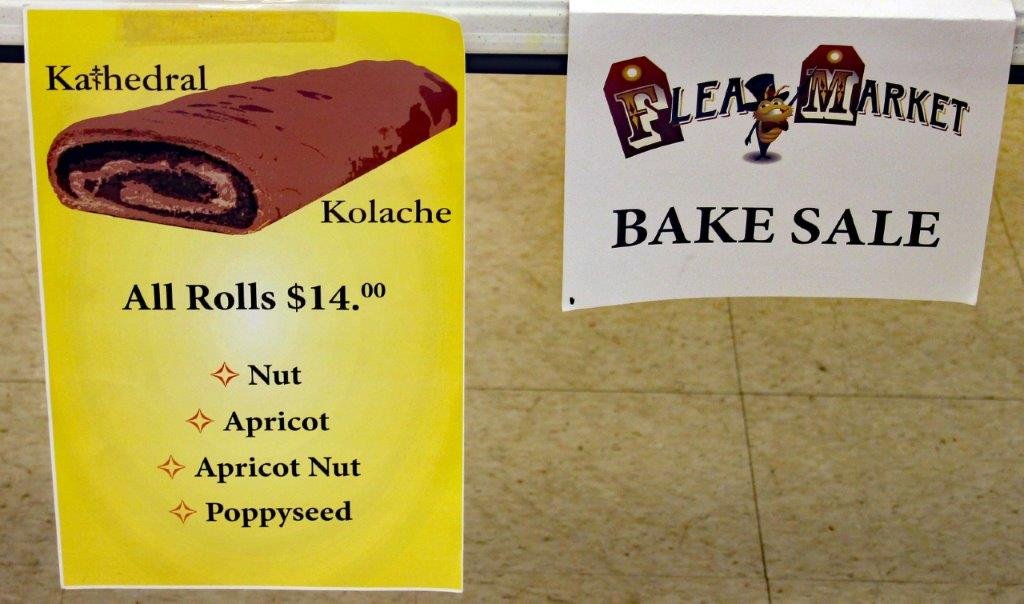 Ka‡hedral
Kolache
All Rolls $14.00
Nut
Apricot
Apricot Nut
Poppyseed
FLEA MARKET
BAKE SALE